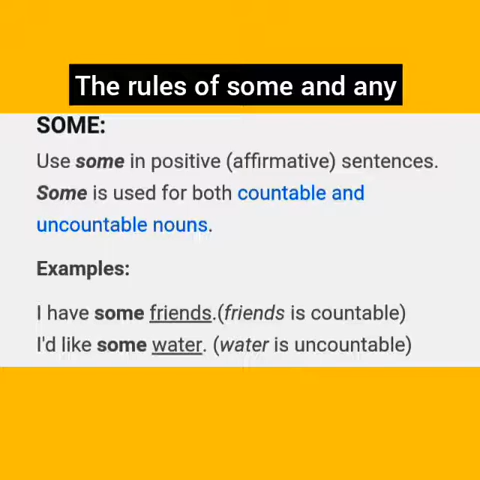 The rules of some and any
SOME:
Use some in positive (affirmative) sentences.
Some is used for both countable and
uncountable nouns.
Examples:
I have some friends.(friends is countable)
I'd like some water. (water is uncountable)